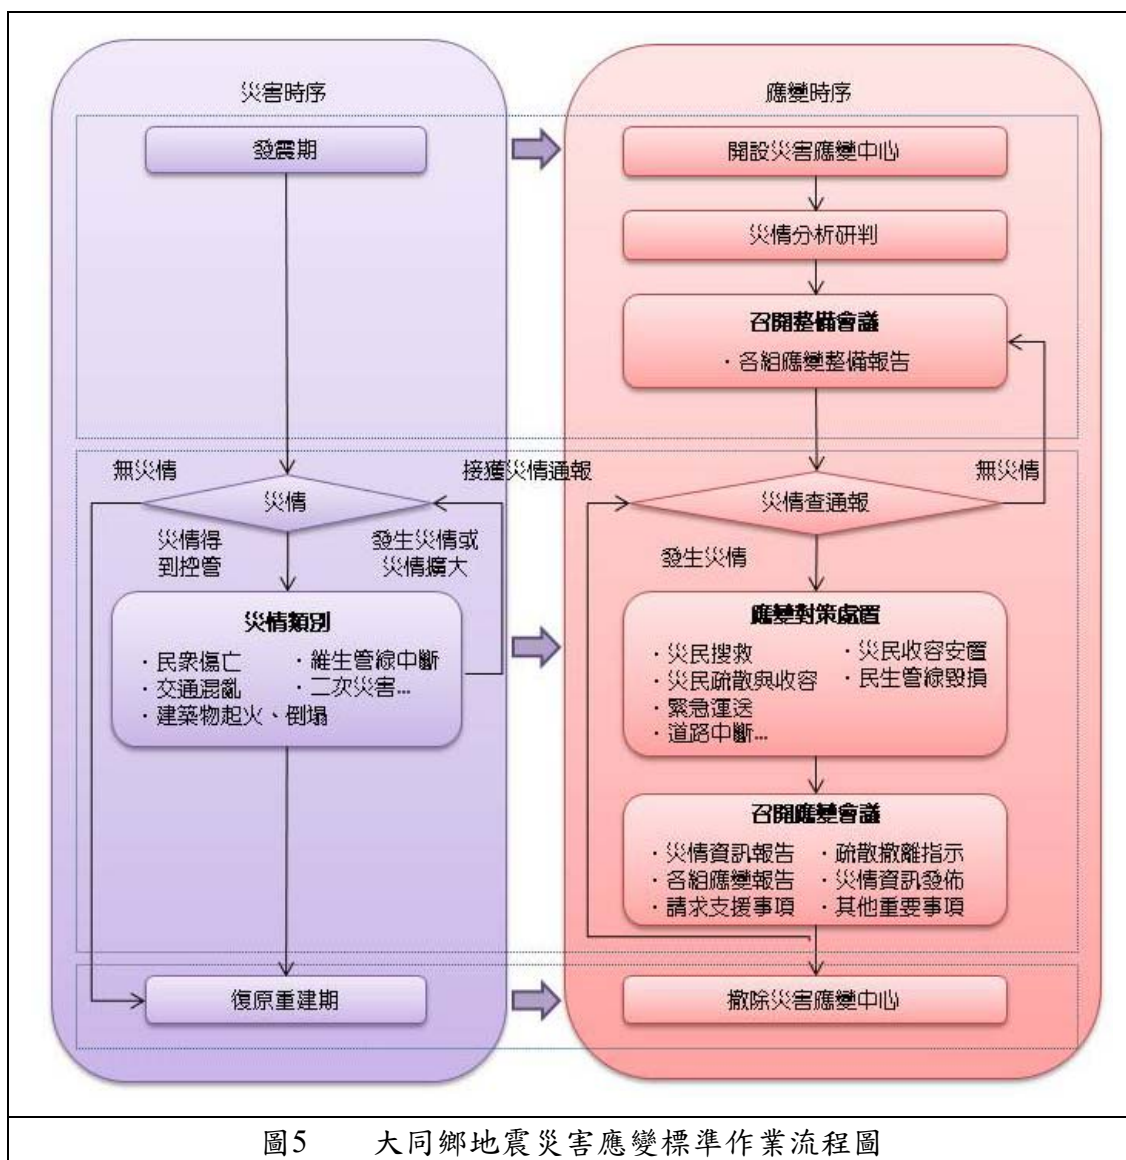 災害時序
應變時序
發震期
開設災害應變中心
災情分析研判
召開整備會議
・各組應變整備報告
無災情
接獲災情通報
無災情
災情
災情查通報
災情得
到控管
發生災情或
災情擴大
發生災情
災情類別
・民眾傷亡
・維生管線中斷
・交通混亂
・二次災害...
・建築物起火、倒塌
應變對策處置
・災民搜救
・災民收容安置
・災民疏散與收容
・民生管線毀損
・緊急運送
・道路中斷...
召開應變會議
・災情資訊報告
・疏散撤離指示
・各組應變報告
・災情資訊發佈
・請求支援事項
・其他重要事項
復原重建期
撤除災害應變中心
圖5 大同鄉地震災害應變標準作業流程圖